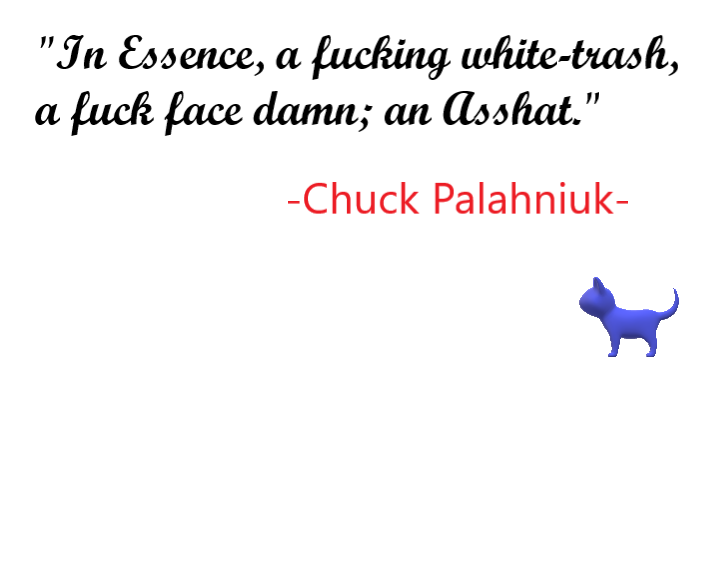 "In Essence, a fucking white-trash,
a fuck face damn; an Asshat."
-Chuck Palahniuk-